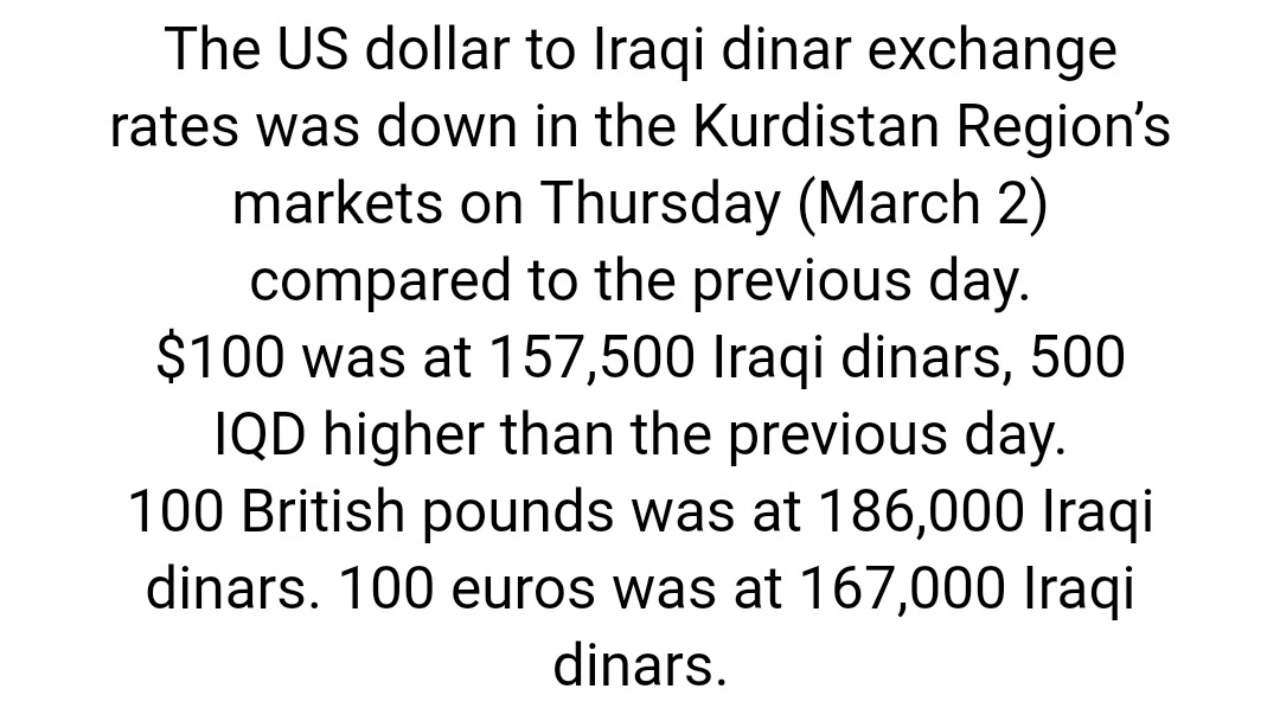 The US dollar to Iraqi dinar exchange
rates was down in the Kurdistan Region’s
markets on Thursday (March 2)
compared to the previous day.
$100 was at 157,500 Iraqi dinars, 500
IQD higher than the previous day.
100 British pounds was at 186,000 Iraqi
dinars. 100 euros was at 167,000 Iraqi
dinars.